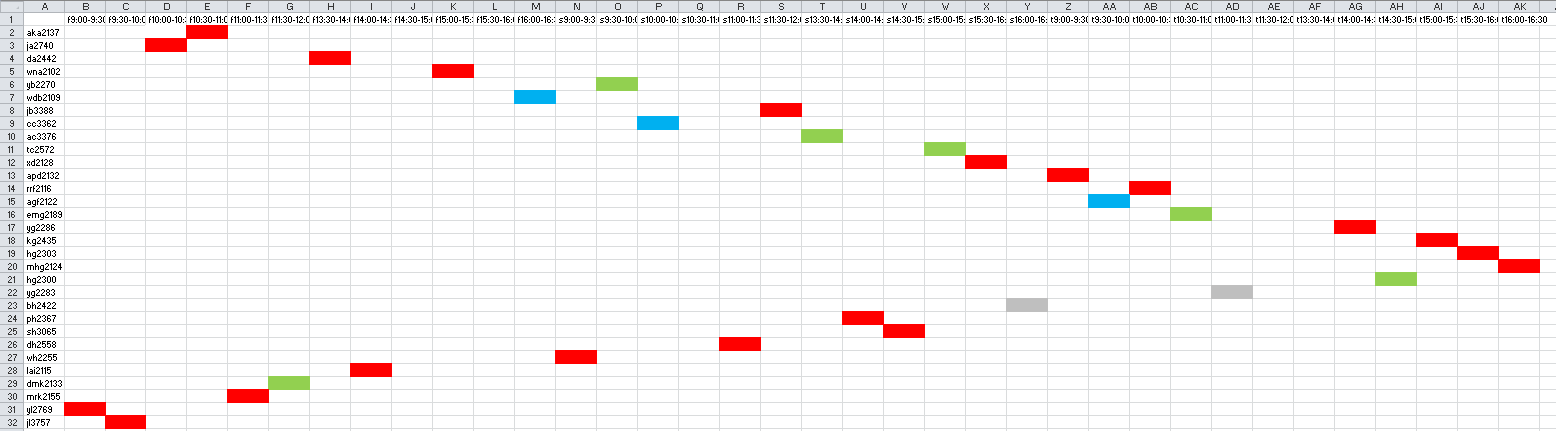 A B C D E F G H I J K L M N O P Q R S T U V W X Y Z AA AB AC AD AE AF AG AH AI AJ AK
1 f9:00-9:30 f9:30-10:0 f10:00-10: f10:30-11:0 f11:00-11:3 f11:30-12:0 f13:30-14:0 f14:00-14: f14:30-15:0 f15:00-15: f15:30-16:0 f16:00-16: s9:00-9:3 s9:30-10:0 s10:00-10: s10:30-11:0 s11:00-11:3 s11:30-12: s13:30-14: s14:00-14: s14:30-15: s15:00-15: s15:30-16: s16:00-16: t9:00-9:30 t9:30-10:0 t10:00-10: t10:30-11:0 t11:00-11:3 t11:30-12:0 t13:30-14:0 t14:00-14: t14:30-15:0 t15:00-15: t15:30-16:0 t16:00-16:30
2 aka2137
3 ja2740
4 da2442
5 wna2102
6 yb2270
7 wdb2109
8 jb3388
9 cc3362
10 ac3376
11 tc2572
12 xd2128
13 apd2132
14 rrf2116
15 agf2122
16 emg2189
17 yg2286
18 kg2435
19 hg2303
20 mhg2124
21 hg2300
22 yg2283
23 bh2422
24 ph2367
25 sh3065
26 dh2558
27 wh2255
28 lai2115
29 dmk2133
30 mrk2155
31 yl2769
32 jl3757